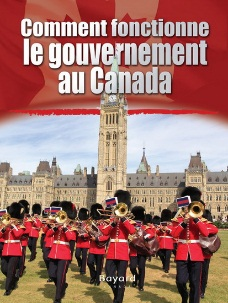 Comment fonctionne
le gouvernement
au Canada
Bayard